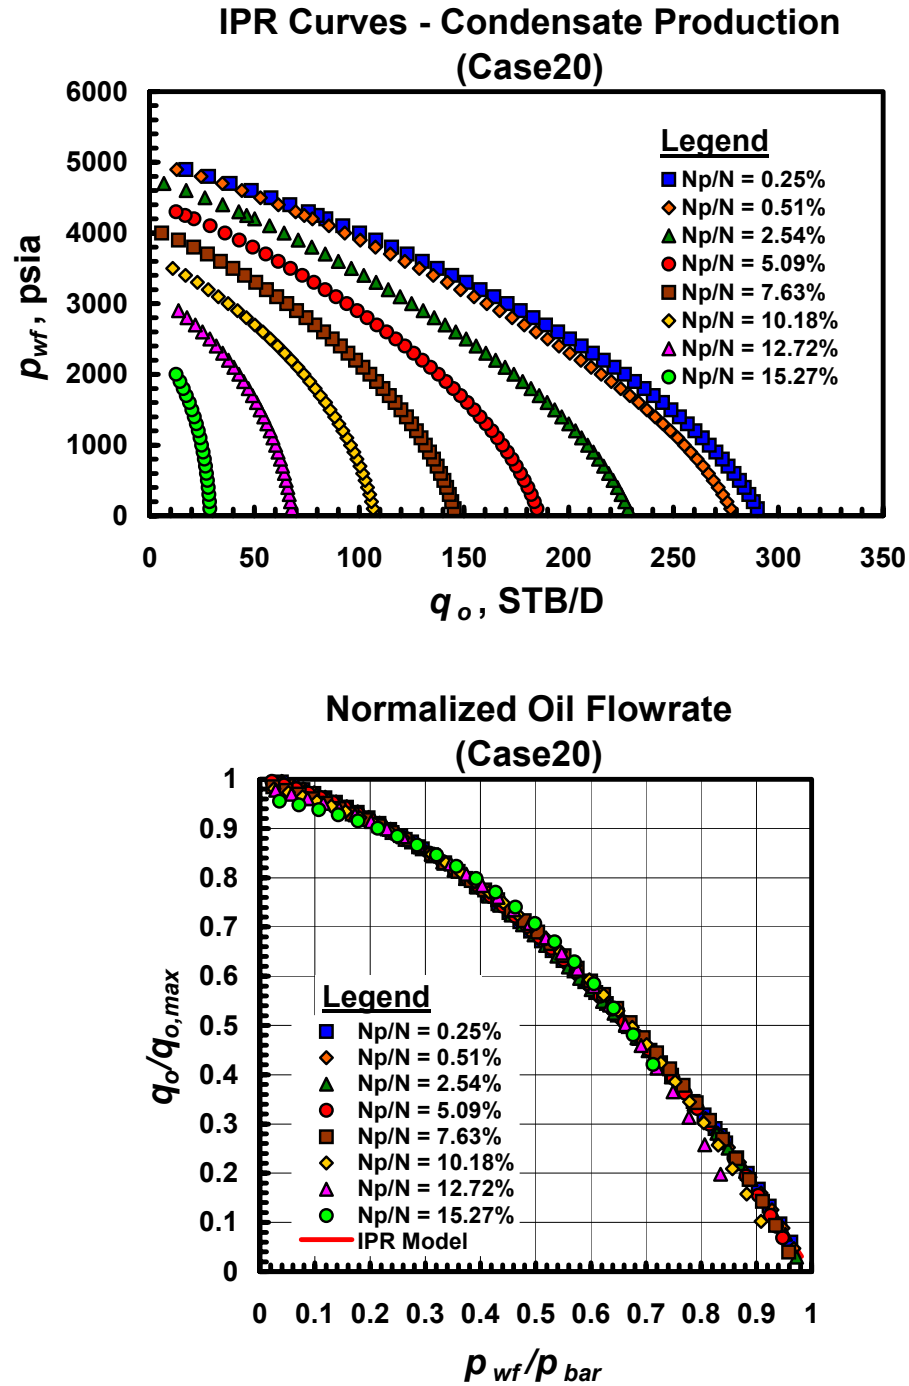 IPR Curves - Condensate Production
(Case20)
6000
5000
4000
3000
2000
1000
0
p wf , psia
Legend
Np/N = 0.25%
Np/N = 0.51%
Np/N = 2.54%
Np/N = 5.09%
Np/N = 7.63%
Np/N = 10.18%
Np/N = 12.72%
Np/N = 15.27%
0 50 100 150 200 250 300 350
q o , STB/D
Normalized Oil Flowrate
(Case20)
1
0.9
0.8
0.7
0.6
0.5
0.4
0.3
0.2
0.1
0
qo/qo,max
Legend
Np/N = 0.25%
Np/N = 0.51%
Np/N = 2.54%
Np/N = 5.09%
Np/N = 7.63%
Np/N = 10.18%
Np/N = 12.72%
Np/N = 15.27%
IPR Model
0 0.1 0.2 0.3 0.4 0.5 0.6 0.7 0.8 0.9 1
p wf /p bar